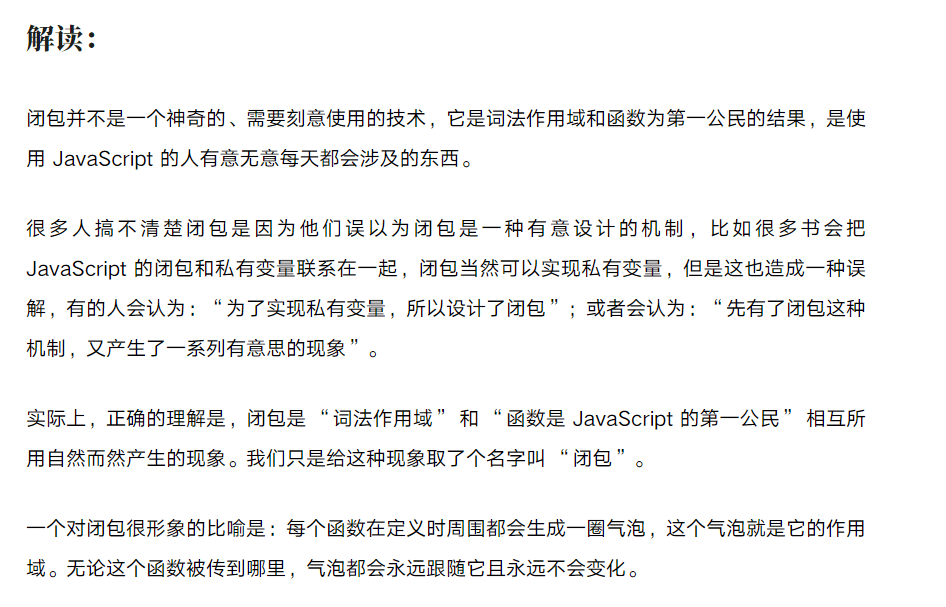 解读：
闭包并不是一个神奇的、需要刻意使用的技术，它是词法作用域和函数为第一公民的结果，是使
用 JavaScript 的人有意无意每天都会涉及的东西。
很多人搞不清楚闭包是因为他们误以为闭包是一种有意设计的机制，比如很多书会把
JavaScript 的闭包和私有变量联系在一起，闭包当然可以实现私有变量，但是这也造成一种误
解，有的人会认为：“为了实现私有变量，所以设计了闭包”；或者会认为：“先有了闭包这种
机制，又产生了一系列有意思的现象”。
实际上，正确的理解是，闭包是 “词法作用域” 和 “函数是 JavaScript 的第一公民” 相互所
用自然而然产生的现象。我们只是给这种现象取了个名字叫 “闭包”。
一个对闭包很形象的比喻是：每个函数在定义时周围都会生成一圈气泡，这个气泡就是它的作用
域。无论这个函数被传到哪里，气泡都会永远跟随它且永远不会变化。